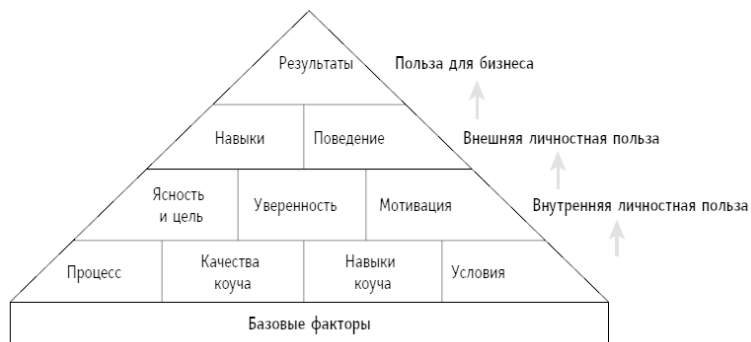 Результаты
Польза для бизнеса
Навыки
Поведение
Внешняя личностная польза
Ясность
и цель
Уверенность
Мотивация
Внутренняя личностная польза
Процесс
Качества
коуча
Навыки
коуча
Условия
Базовые факторы